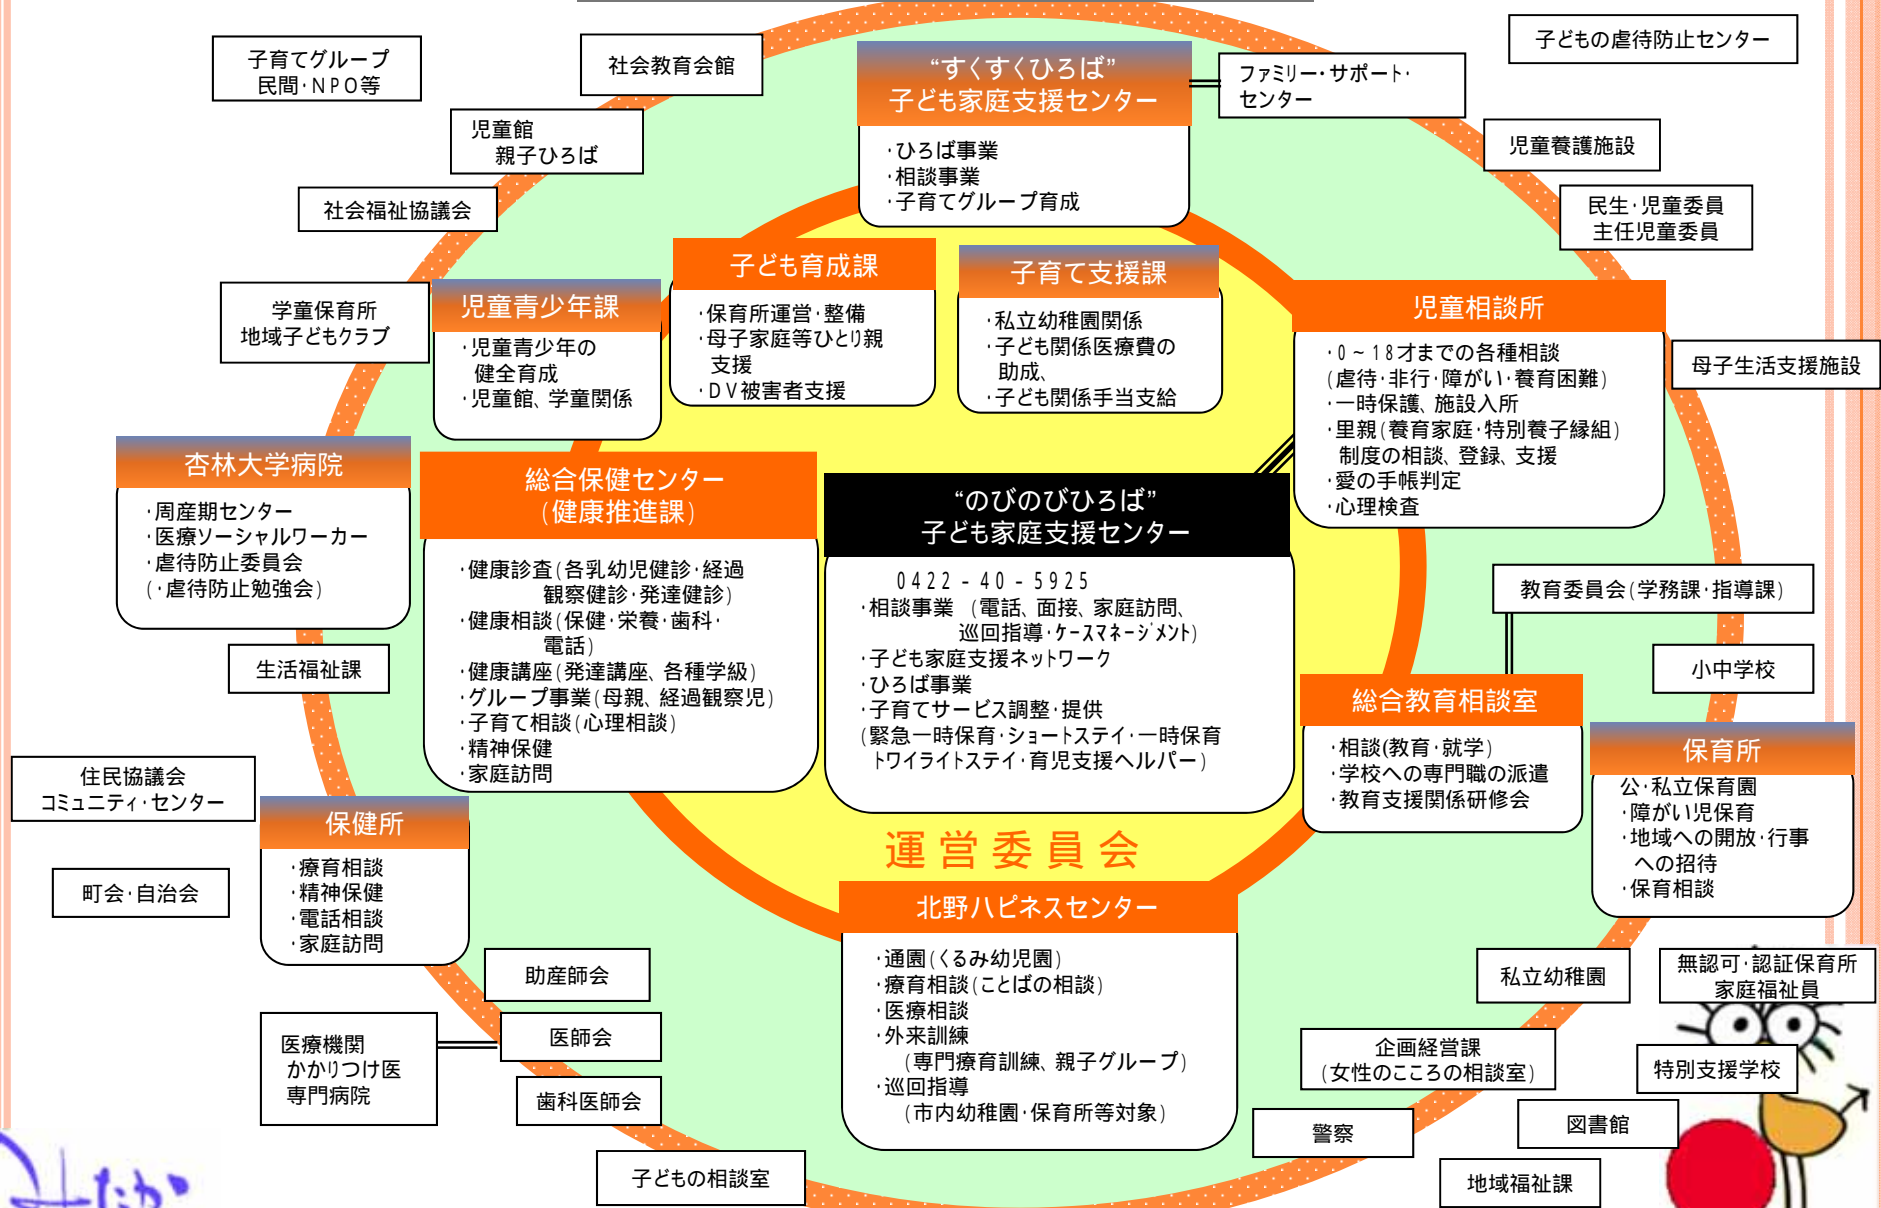 子育てグループ
民間・NPO等
社会教育会館
“すくすくひろば”
子ども家庭支援センター
・ひろば事業
・相談事業
・子育てグループ育成
ファミリー・サポート・
センター
子どもの虐待防止センター
児童館
親子ひろば
児童養護施設
社会福祉協議会
民生・児童委員
主任児童委員
学童保育所
地域子どもクラブ
児童青少年課
・児童青少年の
健全育成
・児童館、学童関係
子ども育成課
・保育所運営・整備
・母子家庭等ひとり親
支援
・DV被害者支援
子育て支援課
・私立幼稚園関係
・子ども関係医療費の
助成、
・子ども関係手当支給
児童相談所
・0~18才までの各種相談
(虐待・非行・障がい・養育困難)
・一時保護、施設入所
・里親(養育家庭・特別養子縁組)
制度の相談、登録、支援
・愛の手帳判定
・心理検査
母子生活支援施設
杏林大学病院
・周産期センター
・医療ソーシャルワーカー
・虐待防止委員会
(・虐待防止勉強会)
総合保健センター
(健康推進課)
・健康診査(各乳幼児健診・経過
観察健診・発達健診)
・健康相談(保健・栄養・歯科・
電話)
・健康講座(発達講座、各種学級)
・グループ事業(母親、経過観察児)
・子育て相談(心理相談)
・精神保健
・家庭訪問
“のびのびひろば”
子ども家庭支援センター
0422-40-5925
・相談事業 (電話、面接、家庭訪問、
巡回指導・ケースマネージメント)
・子ども家庭支援ネットワーク
・ひろば事業
・子育てサービス調整・提供
(緊急一時保育・ショートステイ・一時保育
トワイライトステイ・育児支援ヘルパー)
教育委員会(学務課・指導課)
生活福祉課
小中学校
総合教育相談室
・相談(教育・就学)
・学校への専門職の派遣
・教育支援関係研修会
保育所
公・私立保育園
・障がい児保育
・地域への開放・行事
への招待
・保育相談
住民協議会
コミュニティ・センター
町会・自治会
保健所
・療育相談
・精神保健
・電話相談
・家庭訪問
運営委員会
北野ハピネスセンター
・通園(くるみ幼児園)
・療育相談(ことばの相談)
・医療相談
・外来訓練
(専門療育訓練、親子グループ)
・巡回指導
(市内幼稚園・保育所等対象)
助産師会
医療機関
かかりつけ医
専門病院
医師会
歯科医師会
子どもの相談室
私立幼稚園
無認可・認証保育所
家庭福祉員
企画経営課
(女性のこころの相談室)
特別支援学校
図書館
警察
地域福祉課
みたか